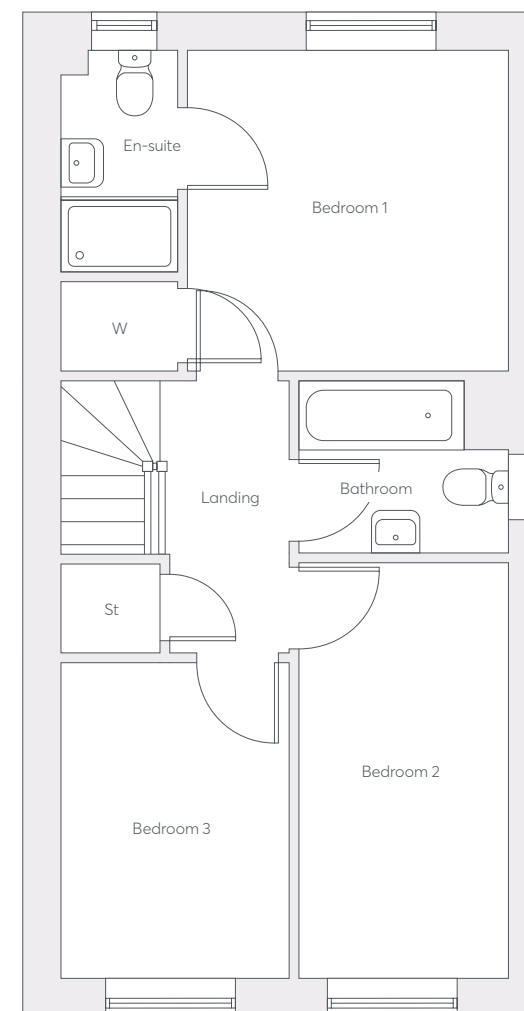 En-suite
Bedroom 1
W
Bathroom
Landing
St
Bedroom 2
Bedroom 3